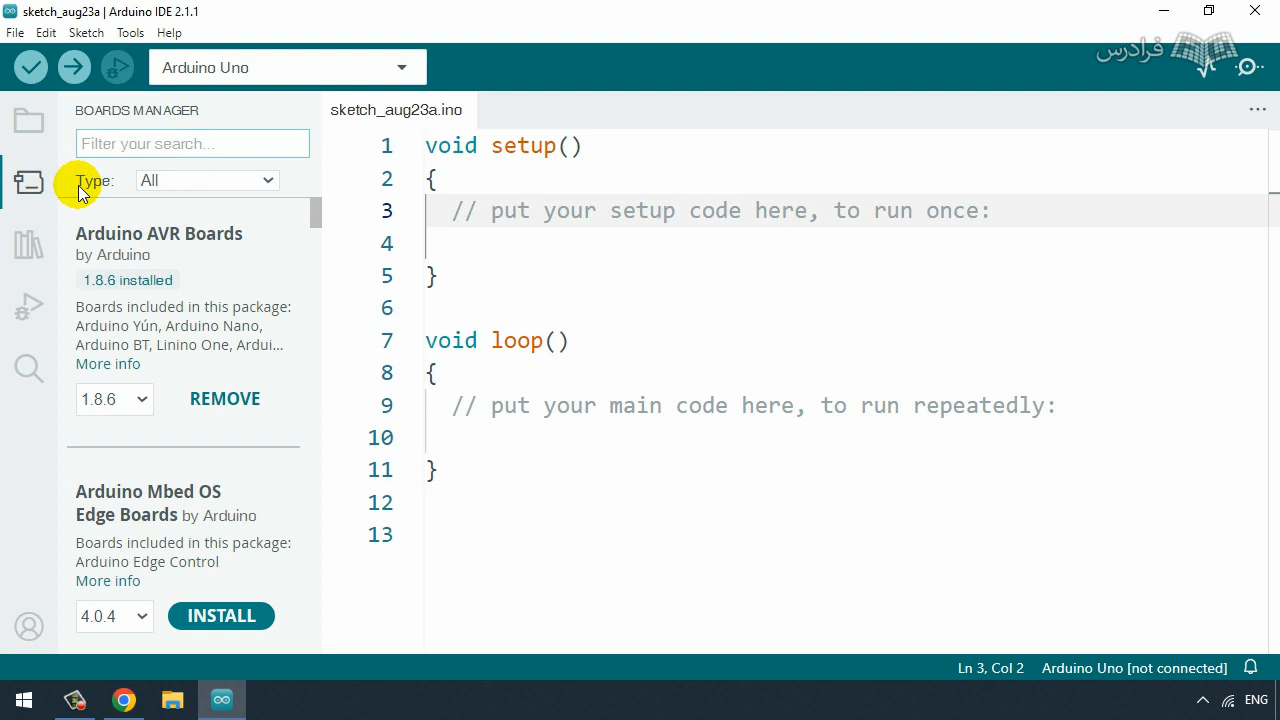 sketch_aug23a | Arduino IDE 2.1.1
File Edit Sketch Tools Help
Arduino Uno
فرادرس
BOARDS MANAGER
Filter your search...
Type: All
Arduino AVR Boards
by Arduino
1.8.6 installed
Boards included in this package:
Arduino Yún, Arduino Nano,
Arduino BT, Linino One, Ardui...
More info
1.8.6 REMOVE
Arduino Mbed OS
Edge Boards by Arduino
Boards included in this package:
Arduino Edge Control
More info
4.0.4 INSTALL
sketch_aug23a.ino
1 void setup()
2 {
3 // put your setup code here, to run once:
4
5 }
6
7 void loop()
8 {
9 // put your main code here, to run repeatedly:
10
11 }
12
13
Ln 3, Col 2 Arduino Uno [not connected]
ENG